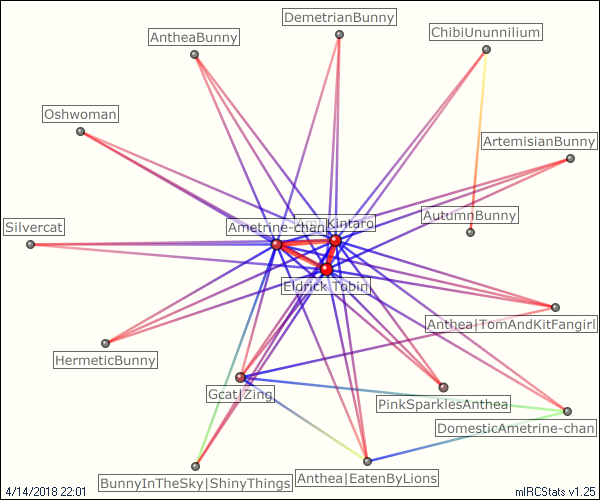 DemetrianBunny
ChibiUnunnilium
AntheaBunny
Oshwoman
ArtemisianBunny
AutumnBunny
Silvercat
Ametrine-chan
Kintaro
Eldrick Tobin
Anthea|TomAndKitFangirl
HermeticBunny
Gcat|Zing
PinkSparklesAnthea
DomesticAmetrine-chan
BunnyInTheSky|ShinyThings
Anthea|EatenByLions
4/14/2018 22:01
mIRCStats v1.25